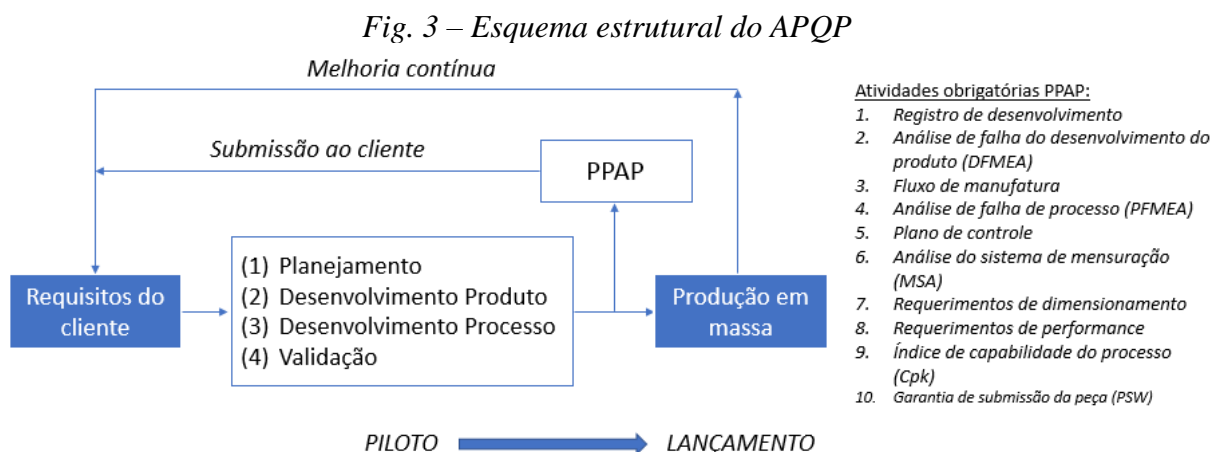 Fig. 3 – Esquema estrutural do APQP
Melhoria contínua
Submissão ao cliente
PPAP
Requisitos do
cliente
(1) Planejamento
(2) Desenvolvimento Produto
(3) Desenvolvimento Processo
(4) Validação
Produção em
massa
PILOTO
LANÇAMENTO
Atividades obrigatórias PPAP:
1. Registro de desenvolvimento
2. Análise de falha do desenvolvimento do
produto (DFMEA)
3. Fluxo de manufatura
4. Análise de falha de processo (PFMEA)
5. Plano de controle
6. Análise do sistema de mensuração
(MSA)
7. Requerimentos de dimensionamento
8. Requerimentos de performance
9. Índice de capabilidade do processo
(Cpk)
10. Garantia de submissão da peça (PSW)